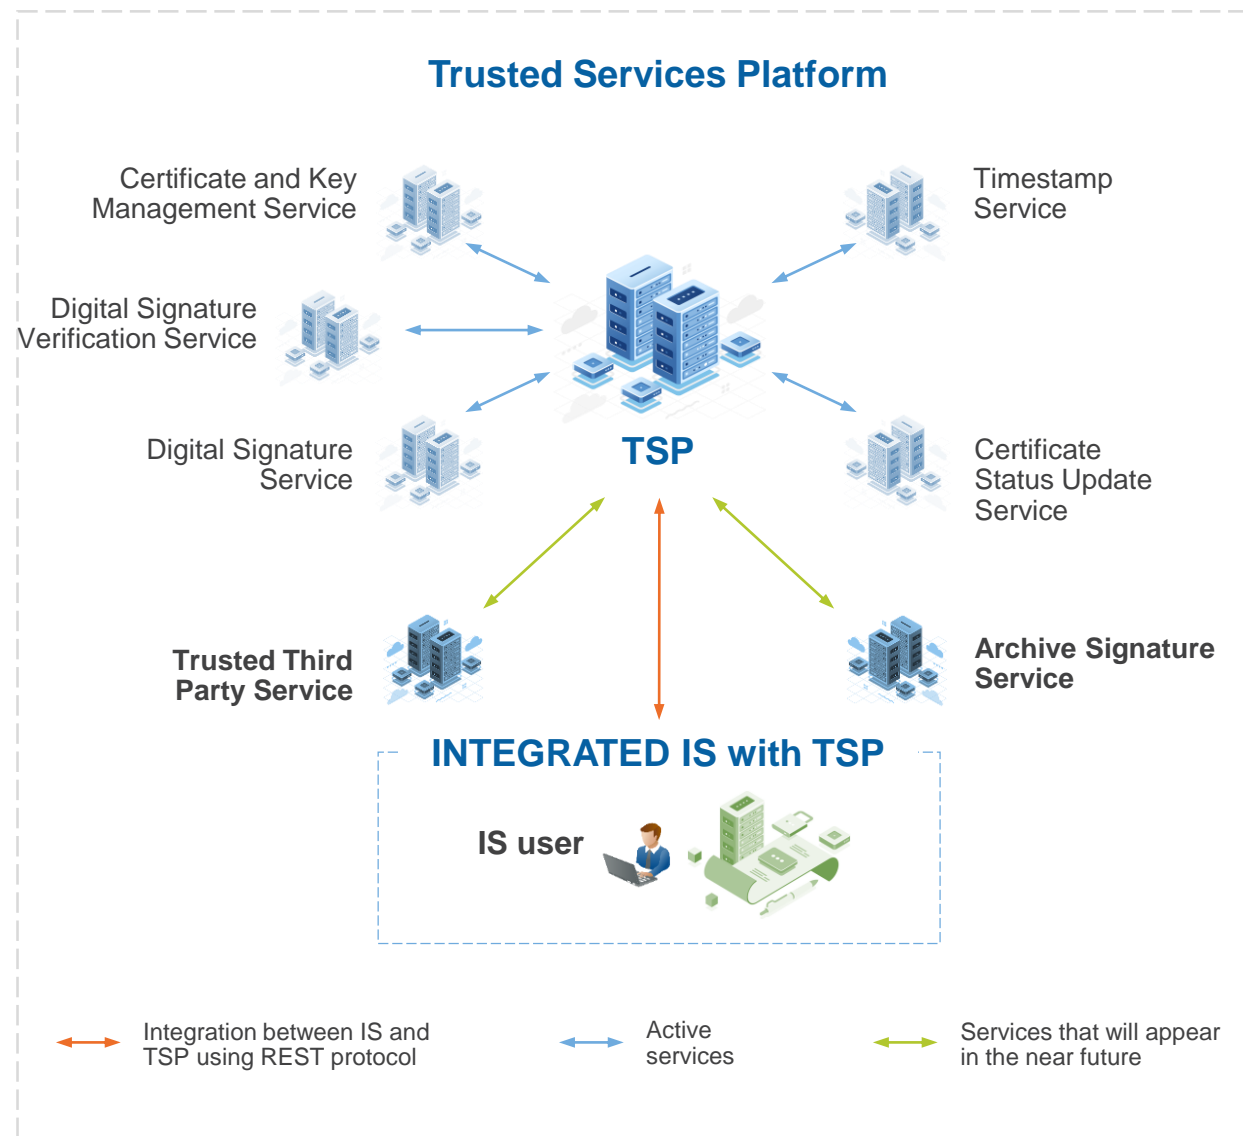 Trusted Services Platform
Certificate and Key
Management Service
Timestamp
Service
Digital Signature
Verification Service
Digital Signature
Service
TSP
Certificate
Status Update
Service
Trusted Third
Party Service
Archive Signature
Service
INTEGRATED IS with TSP
IS user
Integration between IS and
TSP using REST protocol
Active
services
Services that will appear
in the near future